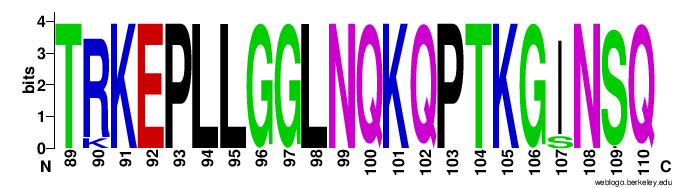 4
3
2
1
0
bits
TRKEPLLGGLNQKQPTKGINSQ
K S
N 89 90 91 92 93 94 95 96 97 98 99 100 101 102 103 104 105 106 107 108 109 110 C
weblogo.berkeley.edu